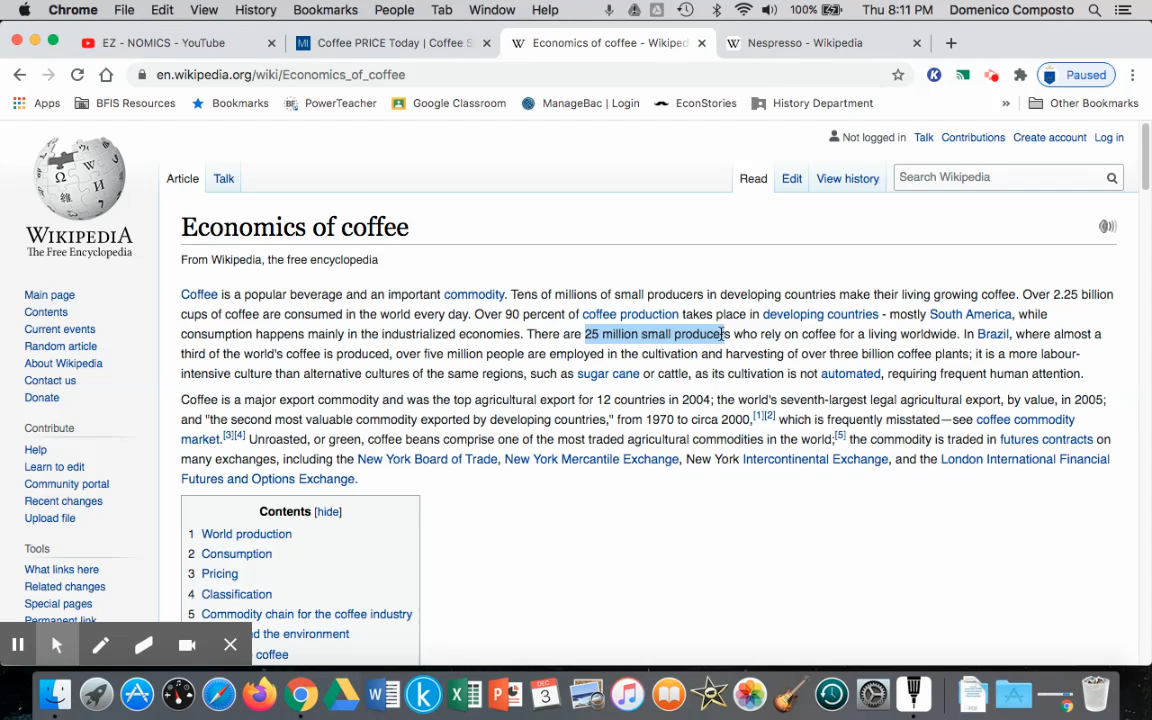 Chrome File Edit View History Bookmarks People Tab Window Help 100% Thu 8:11 PM Domenico Composto
EZ - NOMICS - YouTube Coffee PRICE Today | Coffee S Economics of coffee - Wikiped Nespresso - Wikipedia
en.wikipedia.org/wiki/Economics_of_coffee Paused
Apps BFIS Resources Bookmarks PowerTeacher Google Classroom ManageBac | Login EconStories History Department » Other Bookmarks
Not logged in Talk Contributions Create account Log in
Article Talk Read Edit View history Search Wikipedia
WIKIPEDIA
The Free Encyclopedia
Main page
Contents
Current events
Random article
About Wikipedia
Contact us
Donate
Contribute
Help
Learn to edit
Community portal
Recent changes
Upload file
Tools
What links here
Related changes
Special pages
Permanent link
Economics of coffee
From Wikipedia, the free encyclopedia
Coffee is a popular beverage and an important commodity. Tens of millions of small producers in developing countries make their living growing coffee. Over 2.25 billion
cups of coffee are consumed in the world every day. Over 90 percent of coffee production takes place in developing countries - mostly South America, while
consumption happens mainly in the industrialized economies. There are 25 million small producers who rely on coffee for a living worldwide. In Brazil, where almost a
third of the world's coffee is produced, over five million people are employed in the cultivation and harvesting of over three billion coffee plants; it is a more labour-
intensive culture than alternative cultures of the same regions, such as sugar cane or cattle, as its cultivation is not automated, requiring frequent human attention.
Coffee is a major export commodity and was the top agricultural export for 12 countries in 2004; the world's seventh-largest legal agricultural export, by value, in 2005;
and "the second most valuable commodity exported by developing countries," from 1970 to circa 2000,[1][2] which is frequently misstated—see coffee commodity
market.[3][4] Unroasted, or green, coffee beans comprise one of the most traded agricultural commodities in the world;[5] the commodity is traded in futures contracts on
many exchanges, including the New York Board of Trade, New York Mercantile Exchange, New York Intercontinental Exchange, and the London International Financial
Futures and Options Exchange.
Contents [hide]
1 World production
2 Consumption
3 Pricing
4 Classification
5 Commodity chain for the coffee industry
nd the environment
coffee
DEC
3